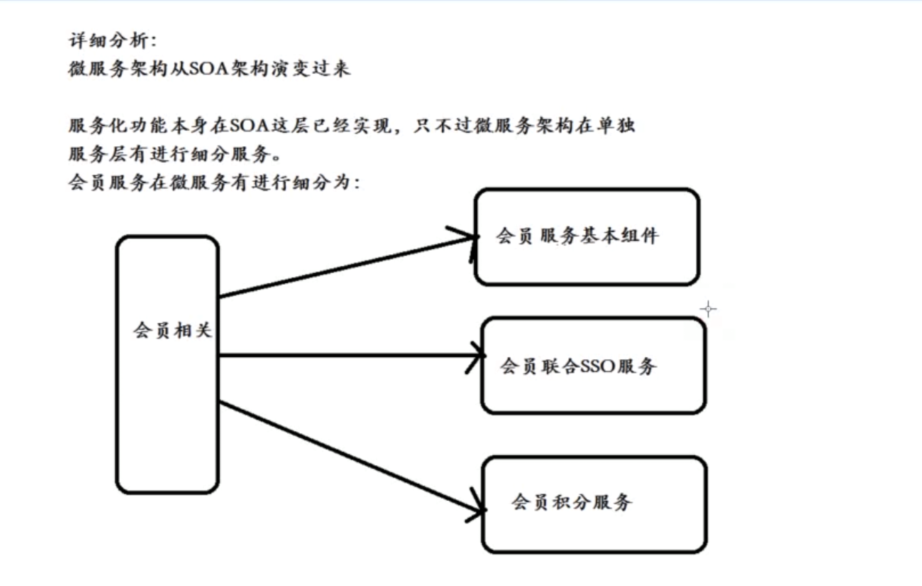 详细分析：
微服务架构从SOA架构演变过来
服务化功能本身在SOA这层已经实现，只不过微服务架构在单独
服务层有进行细分服务。
会员服务在微服务有进行细分为：
会员相关
会员服务基本组件
会员联合SSO服务
会员积分服务